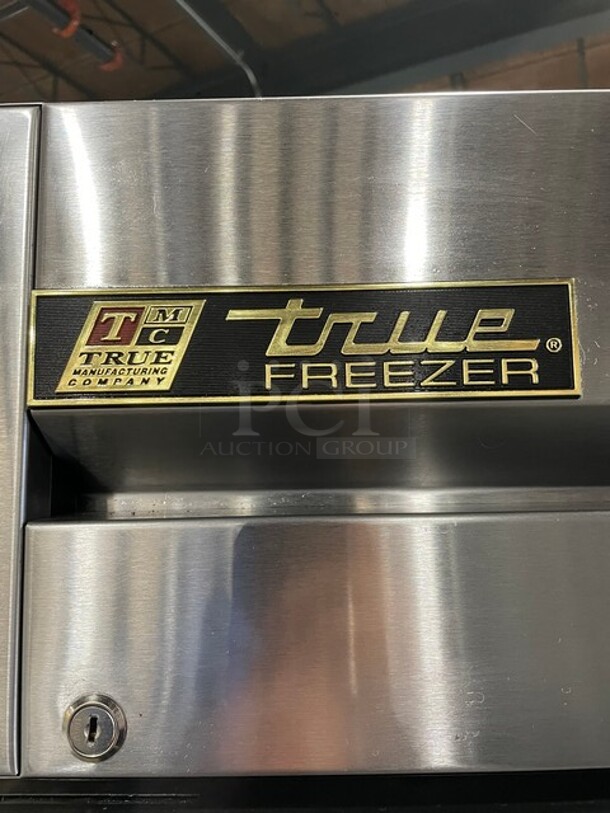 T M
C
TRUE
MANUFACTURING
COMPANY
true®
FREEZER
PCI
AUCTION GROUP